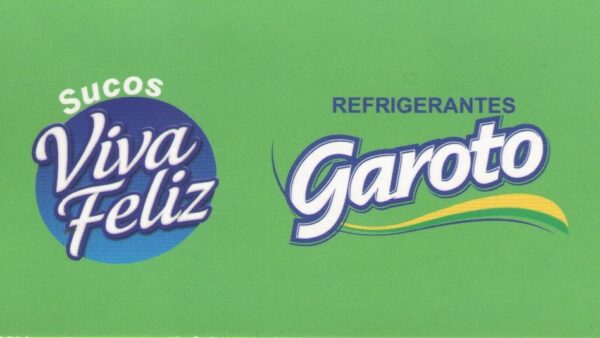 Sucos
Viva
Feliz
REFRIGERANTES
Garoto